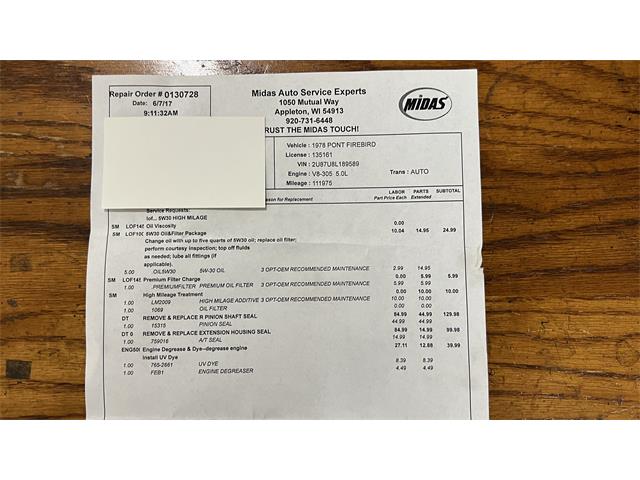 Repair Order # 0130728
Date: 6/7/17
9:11:32AM
Midas Auto Service Experts
1050 Mutual Way
Appleton, WI 54913
920-731-6448
RUST THE MIDAS TOUCH!
MIDAS
Vehicle : 1978 PONT FIREBIRD
License : 135161
VIN : 2U87U8L189589
Engine : V8-305 5.0L Trans : AUTO
Mileage : 111975
son for Replacement LABOR PARTS SUBTOTAL
Part Price Each Extended
Service Requests:
lof... 5W30 HIGH MILAGE
SM LOF145 Oil Viscosity 0.00
SM LOF100 5W30 Oil&Filter Package 10.04 14.95 24.99
Change oil with up to five quarts of 5W30 oil; replace oil filter;
perform courtesy inspection; top off fluids
as needed; lube all fittings (if
applicable).
5.00 OIL5W30 5W-30 OIL 3 OPT-OEM RECOMMENDED MAINTENANCE 2.99 14.95
SM LOF145 Premium Filter Charge 0.00 5.99 5.99
1.00 PREMIUMFILTER PREMIUM OIL FILTER 3 OPT-OEM RECOMMENDED MAINTENANCE 5.99 5.99
SM High Mileage Treatment 0.00 10.00 10.00
1.00 LM2009 HIGH MILAGE ADDITIVE 3 OPT-OEM RECOMMENDED MAINTENANCE 10.00 10.00
1.00 1069 OIL FILTER 0.00 0.00
DT REMOVE & REPLACE R PINION SHAFT SEAL 84.99 44.99 129.98
1.00 15315 PINION SEAL 44.99 44.99
DT 0 REMOVE & REPLACE EXTENSION HOUSING SEAL 84.99 14.99 99.98
1.00 759016 A/T SEAL 14.99 14.99
ENG500 Engine Degrease & Dye--degrease engine 27.11 12.88 39.99
Install UV Dye
1.00 765-2661 UV DYE 8.39 8.39
1.00 FEB1 ENGINE DEGREASER 4.49 4.49